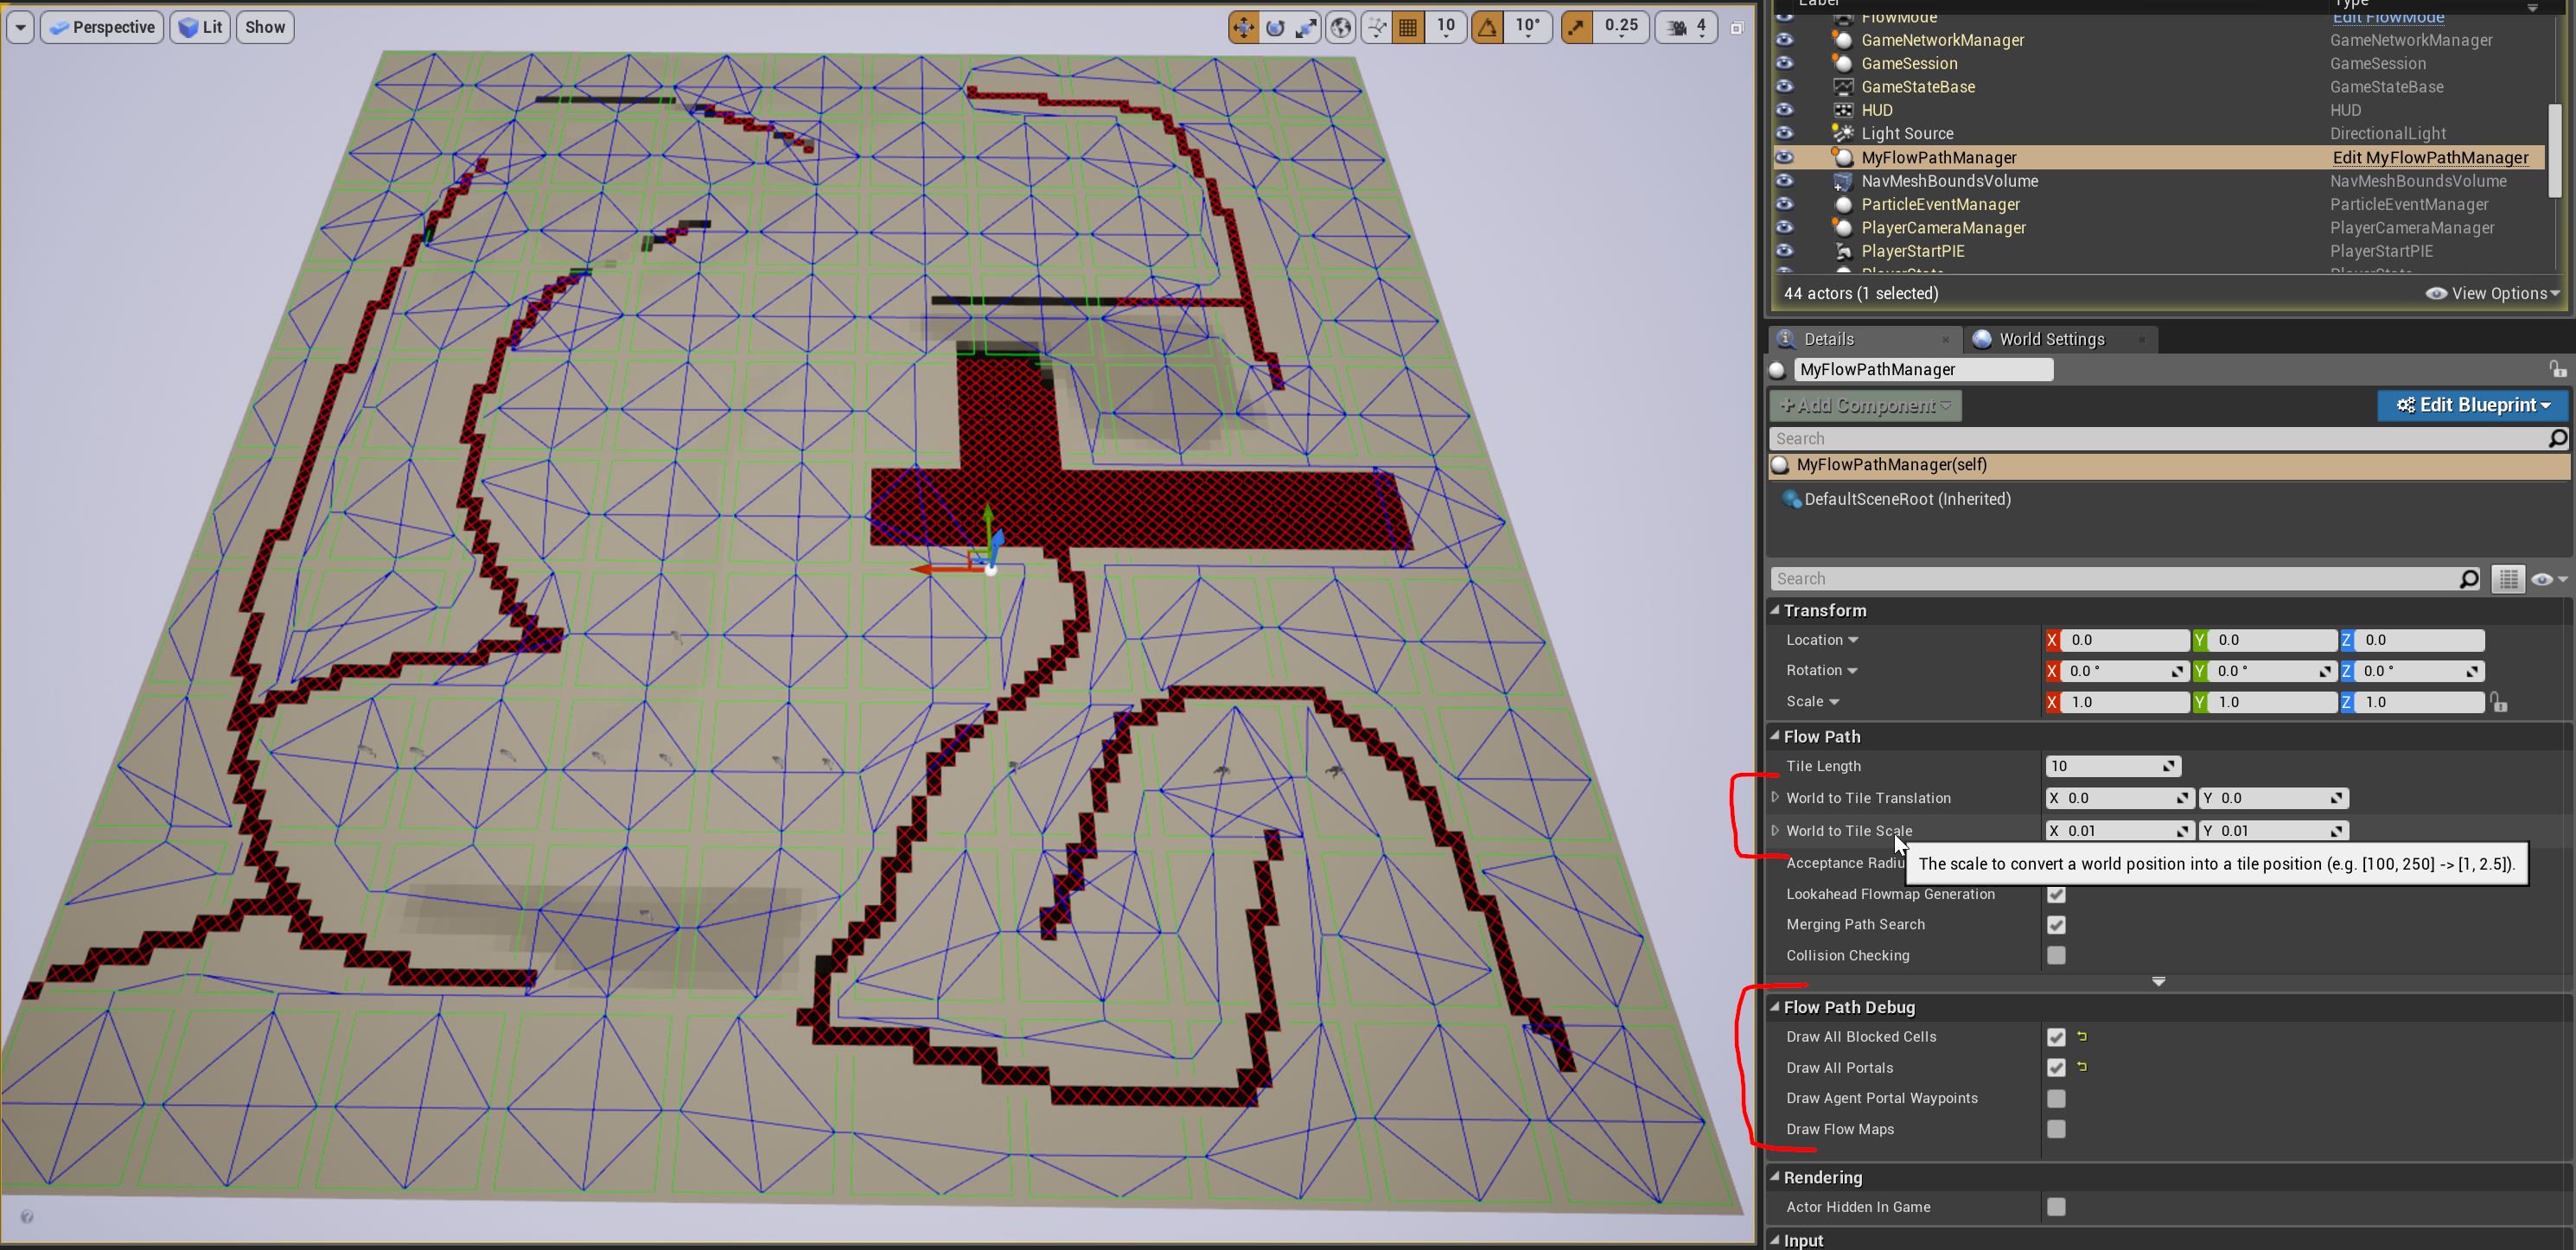 Perspective
Lit
Show
10
10°
0.25
4
Label
Type
FlowMode
Edit FlowMode
GameNetworkManager
GameNetworkManager
GameSession
GameSession
GameStateBase
GameStateBase
HUD
HUD
Light Source
DirectionalLight
MyFlowPathManager
Edit MyFlowPathManager
NavMeshBoundsVolume
NavMeshBoundsVolume
ParticleEventManager
ParticleEventManager
PlayerCameraManager
PlayerCameraManager
PlayerStartPIE
PlayerStartPIE
PlayerState
PlayerState
44 actors (1 selected)
View Options
Details
World Settings
MyFlowPathManager
+Add Component
Edit Blueprint
Search
MyFlowPathManager(self)
DefaultSceneRoot (Inherited)
Search
Transform
Location
X 0.0
Y 0.0
Z 0.0
Rotation
X 0.0 °
Y 0.0 °
Z 0.0 °
Scale
X 1.0
Y 1.0
Z 1.0
Flow Path
Tile Length
10
World to Tile Translation
X 0.0
Y 0.0
World to Tile Scale
X 0.01
Y 0.01
Acceptance Radiu
The scale to convert a world position into a tile position (e.g. [100, 250] -> [1, 2.5]).
Lookahead Flowmap Generation
Merging Path Search
Collision Checking
Flow Path Debug
Draw All Blocked Cells
Draw All Portals
Draw Agent Portal Waypoints
Draw Flow Maps
Rendering
Actor Hidden In Game
Input